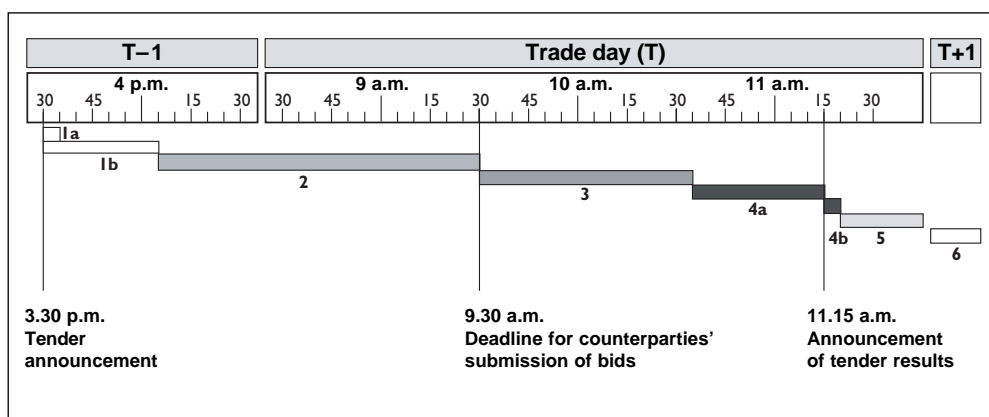 T–1 Trade day (T) T+1
4 p.m. 9 a.m. 10 a.m. 11 a.m.
30 45 15 30 30 45 15 30 45 15 30 45 15 30
1a
1b
2
3
4a
4b 5
6
3.30 p.m. 9.30 a.m. 11.15 a.m.
Tender Deadline for counterparties’ Announcement
announcement submission of bids of tender results